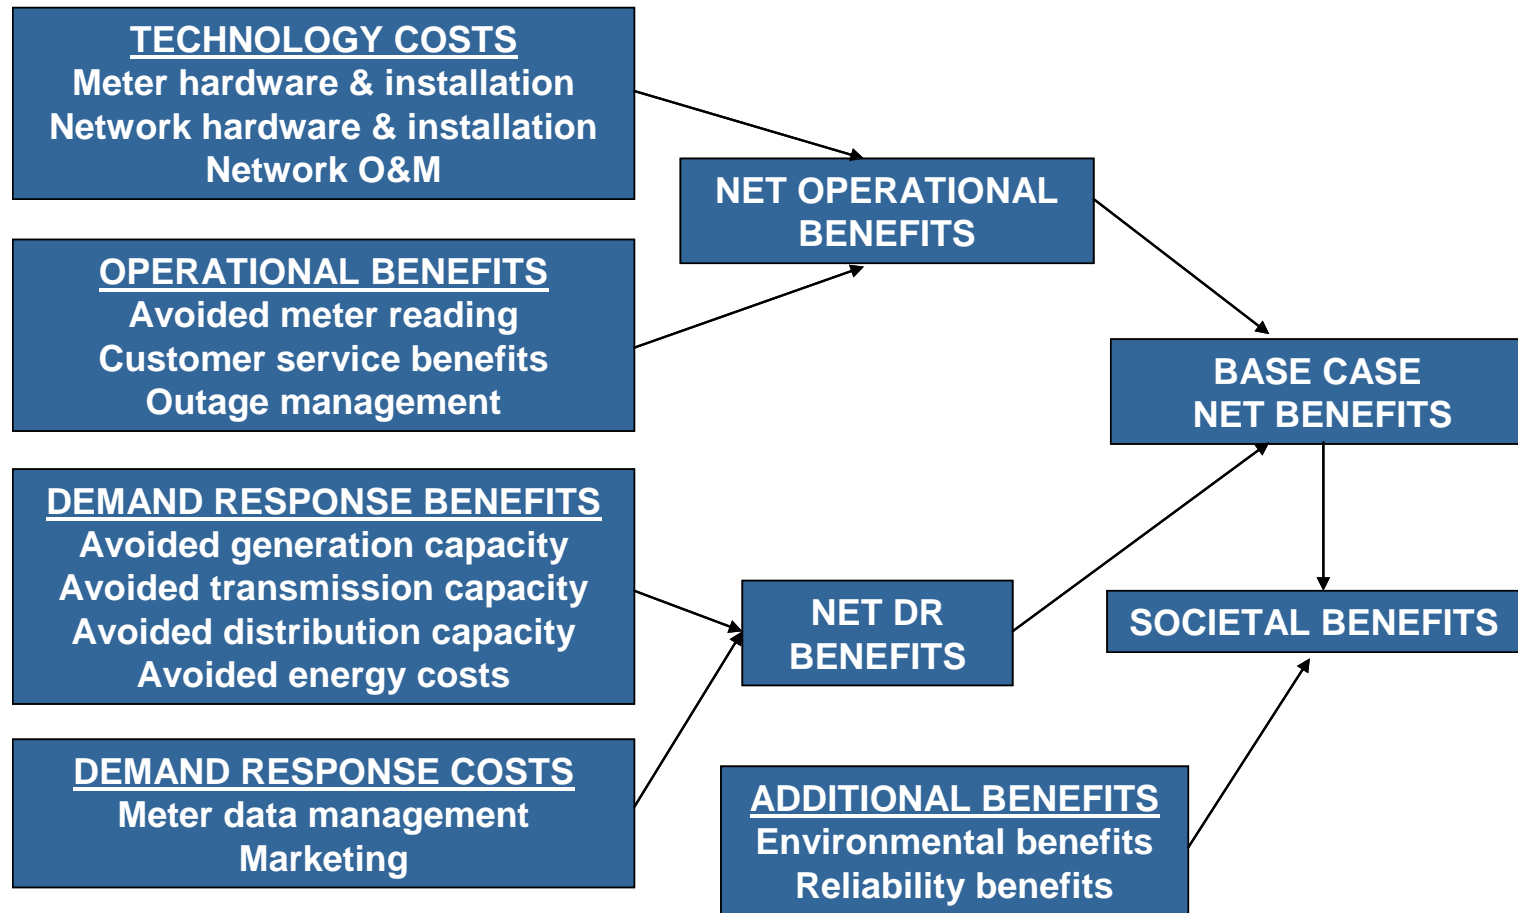 TECHNOLOGY COSTS
Meter hardware & installation
Network hardware & installation
Network O&M
OPERATIONAL BENEFITS
Avoided meter reading
Customer service benefits
Outage management
DEMAND RESPONSE BENEFITS
Avoided generation capacity
Avoided transmission capacity
Avoided distribution capacity
Avoided energy costs
DEMAND RESPONSE COSTS
Meter data management
Marketing
NET OPERATIONAL
BENEFITS
NET DR
BENEFITS
ADDITIONAL BENEFITS
Environmental benefits
Reliability benefits
BASE CASE
NET BENEFITS
SOCIETAL BENEFITS